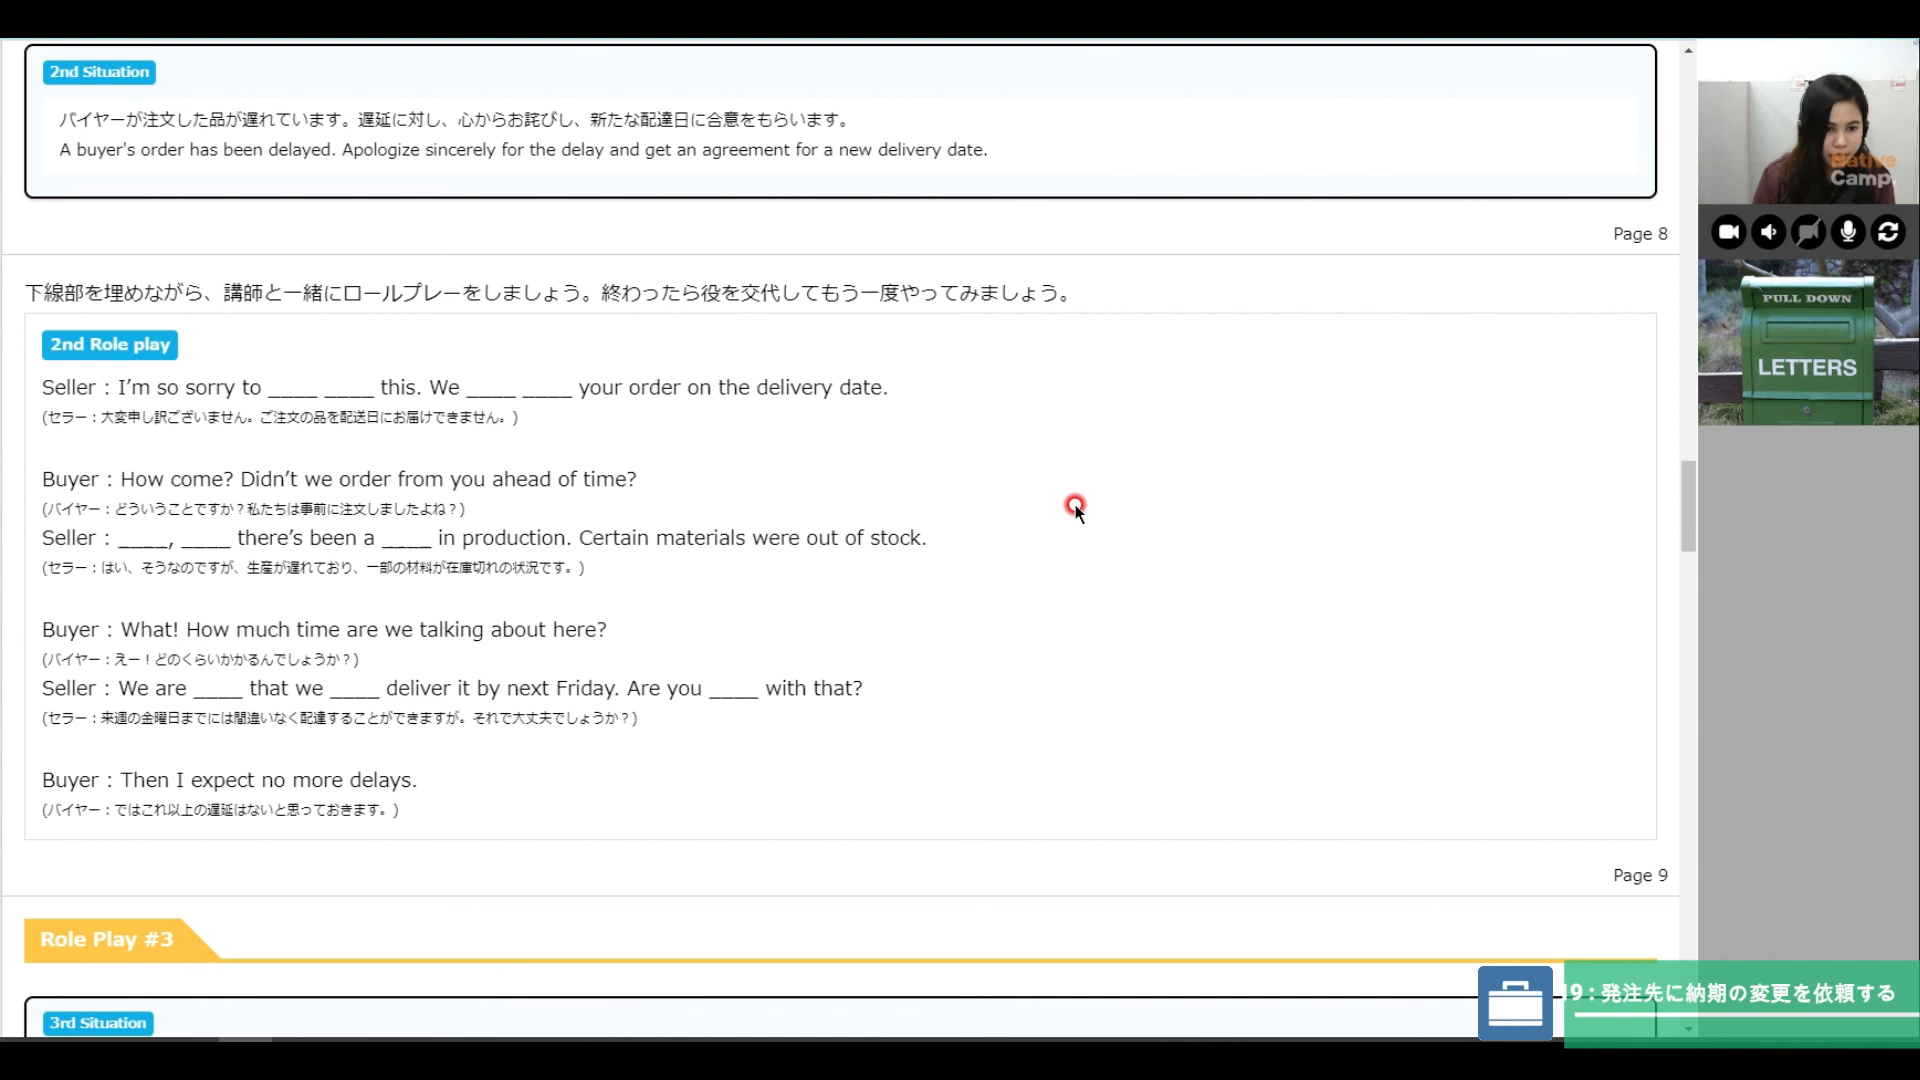 2nd Situation
バイヤーが注文した品が遅れています。遅延に対し、心からお詫びし、新たな配達日に合意をもらいます。
A buyer's order has been delayed. Apologize sincerely for the delay and get an agreement for a new delivery date.
Page 8
下線部を埋めながら、講師と一緒にロールプレーをしましょう。終わったら役を交代してもう一度やってみましょう。
2nd Role play
Seller : I’m so sorry to ____ ____ this. We ____ ____ your order on the delivery date.
(セラー：大変申し訳ございません。ご注文の品を配送日にお届けできません。)
Buyer : How come? Didn’t we order from you ahead of time?
(バイヤー：どういうことですか？私たちは事前に注文しましたよね？)
Seller : ____, ____ there’s been a ____ in production. Certain materials were out of stock.
(セラー：はい、そうなのですが、生産が遅れており、一部の材料が在庫切れの状況です。)
Buyer : What! How much time are we talking about here?
(バイヤー：えー！どのくらいかかるんでしょうか？)
Seller : We are ____ that we ____ deliver it by next Friday. Are you ____ with that?
(セラー：来週の金曜日までには間違いなく配達することができますが。それで大丈夫でしょうか？)
Buyer : Then I expect no more delays.
(バイヤー：ではこれ以上の遅延はないと思っておきます。)
Page 9
Role Play #3
3rd Situation
Native
Camp.
PULL DOWN
LETTERS
19：発注先に納期の変更を依頼する